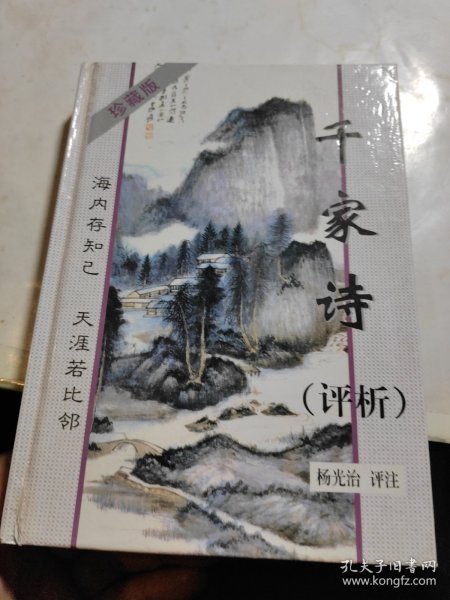 珍藏版
千家诗
（评析）
杨光治 评注
海内存知己 天涯若比邻
孔夫子旧书网
www.kongfz.com